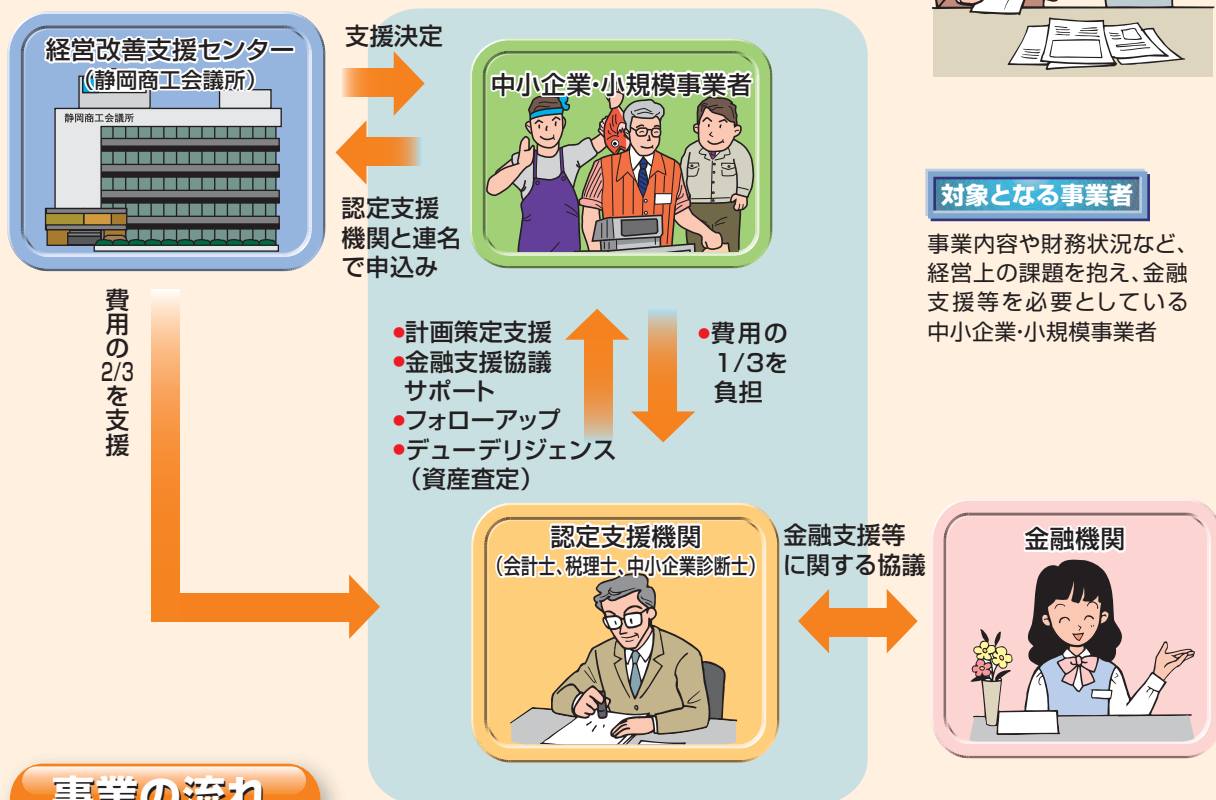 経営改善支援センター
（静岡商工会議所）
静岡商工会議所
支援決定
中小企業・小規模事業者
認定支援
機関と連名
で申込み
対象となる事業者
事業内容や財務状況など、
経営上の課題を抱え、金融
支援等を必要としている
中小企業・小規模事業者
費用の2/3を支援
●計画策定支援
●金融支援協議
サポート
●フォローアップ
●デューデリジェンス
（資産査定）
●費用の
1/3を
負担
認定支援機関
（会計士、税理士、中小企業診断士）
金融支援等
に関する協議
金融機関
事業の流れ